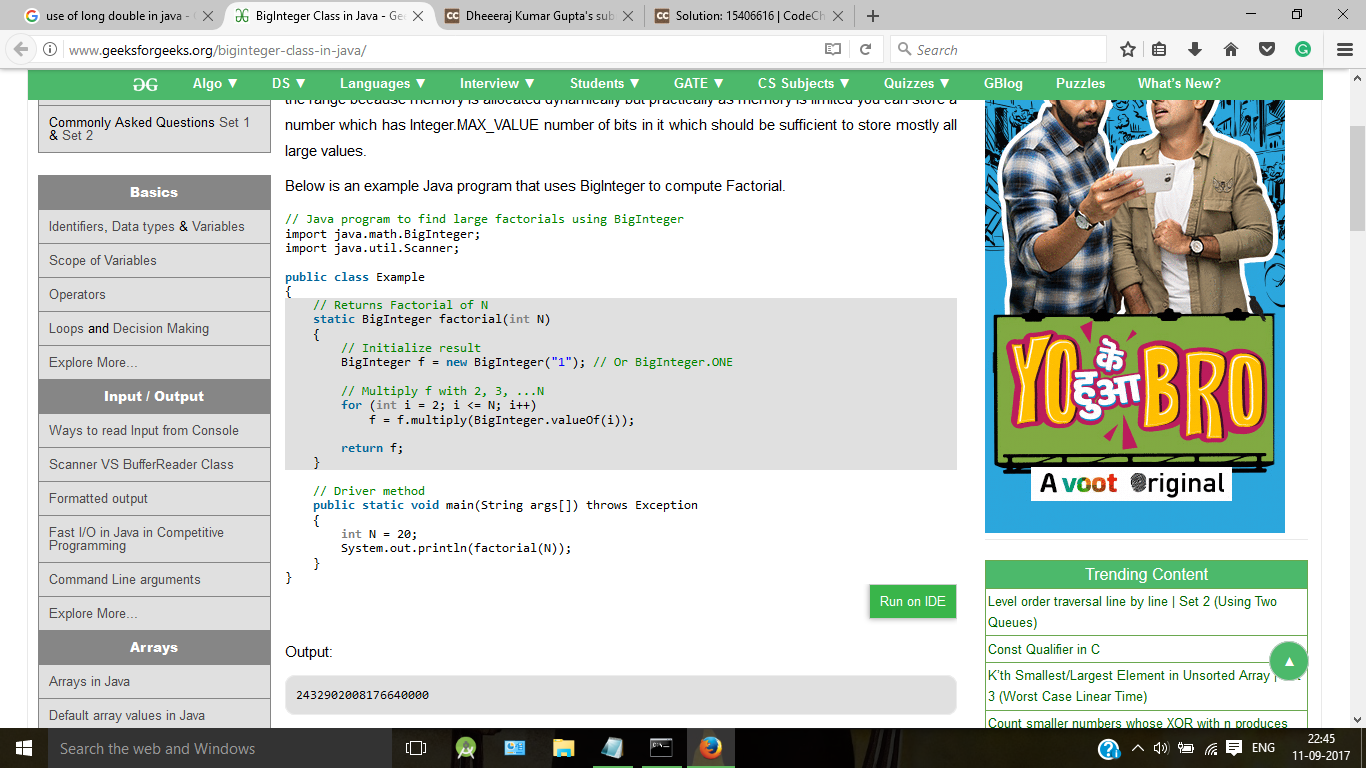 use of long double in java -
BigInteger Class in Java - Ge
Dheeeraj Kumar Gupta's sub
Solution: 15406616 | CodeCh
www.geeksforgeeks.org/biginteger-class-in-java/
Search
Algo ▼
DS ▼
Languages ▼
Interview ▼
Students ▼
GATE ▼
CS Subjects ▼
Quizzes ▼
GBlog
Puzzles
What's New?
Commonly Asked Questions Set 1
& Set 2
Basics
Identifiers, Data types & Variables
Scope of Variables
Operators
Loops and Decision Making
Explore More...
Input / Output
Ways to read Input from Console
Scanner VS BufferReader Class
Formatted output
Fast I/O in Java in Competitive
Programming
Command Line arguments
Explore More...
Arrays
Arrays in Java
Default array values in Java
the range because memory is allocated dynamically but practically as memory is limited you can store a
number which has Integer.MAX_VALUE number of bits in it which should be sufficient to store mostly all
large values.
Below is an example Java program that uses BigInteger to compute Factorial.
// Java program to find large factorials using BigInteger
import java.math.BigInteger;
import java.util.Scanner;
public class Example
{
// Returns Factorial of N
static BigInteger factorial(int N)
{
// Initialize result
BigInteger f = new BigInteger("1"); // Or BigInteger.ONE
// Multiply f with 2, 3, ...N
for (int i = 2; i <= N; i++)
f = f.multiply(BigInteger.valueOf(i));
return f;
}
// Driver method
public static void main(String args[]) throws Exception
{
int N = 20;
System.out.println(factorial(N));
}
}
Run on IDE
Output:
2432902008176640000
YO के हुआ BRO
A voot Original
Trending Content
Level order traversal line by line | Set 2 (Using Two
Queues)
Const Qualifier in C
K'th Smallest/Largest Element in Unsorted Array |
3 (Worst Case Linear Time)
Count smaller numbers whose XOR with n produces
Search the web and Windows
ENG
22:45
11-09-2017